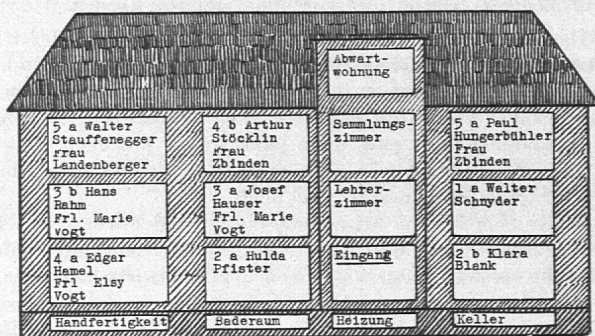 Abwart-
wohnung
5 a Walter
Stauffenegger
Frau
Landenberger
4 b Arthur
Stöcklin
Frau
Zbinden
Sammlungs-
zimmer
5 a Paul
Hungerbühler
Frau
Zbinden
3 b Hans
Rahm
Frl. Marie
Vogt
3 a Josef
Hauser
Frl. Marie
Vogt
Lehrer-
zimmer
1 a Walter
Schnyder
4 a Edgar
Hamel
Frl Elsy
Vogt
2 a Hulda
Pfister
Eingang
2 b Klara
Blank
Handfertigkeit
Baderaum
Heizung
Keller